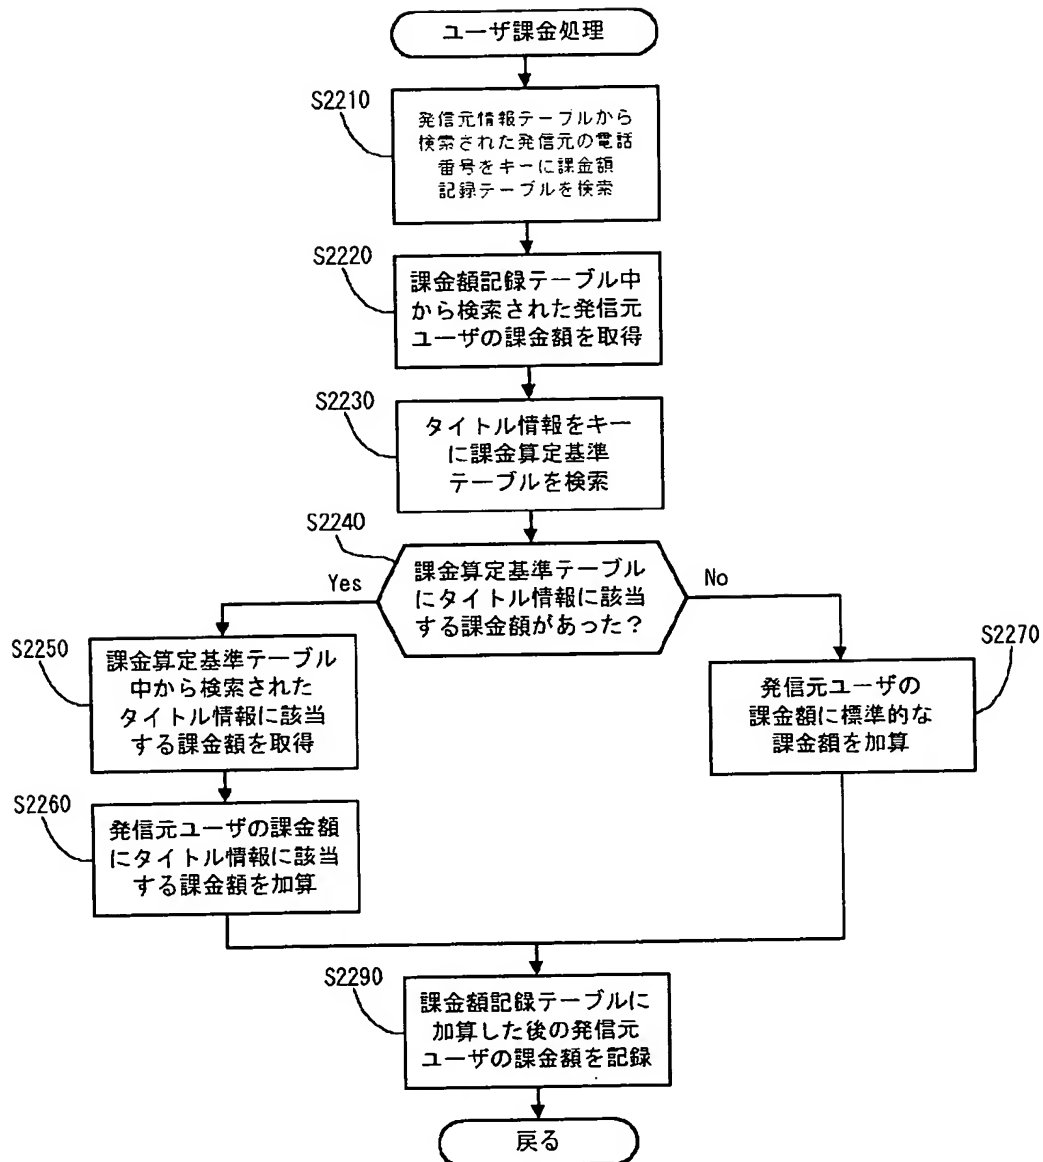 ユーザ課金処理
S2210
発信元情報テーブルから
検索された発信元の電話
番号をキーに課金額
記録テーブルを検索
S2220
課金額記録テーブル中
から検索された発信元
ユーザの課金額を取得
S2230
タイトル情報をキー
に課金算定基準
テーブルを検索
S2240
課金算定基準テーブル
にタイトル情報に該当
する課金額があった？
Yes
No
S2250
課金算定基準テーブル
中から検索された
タイトル情報に該当
する課金額を取得
S2260
発信元ユーザの課金額
にタイトル情報に該当
する課金額を加算
S2270
発信元ユーザの
課金額に標準的な
課金額を加算
S2290
課金額記録テーブルに
加算した後の発信元
ユーザの課金額を記録
戻る